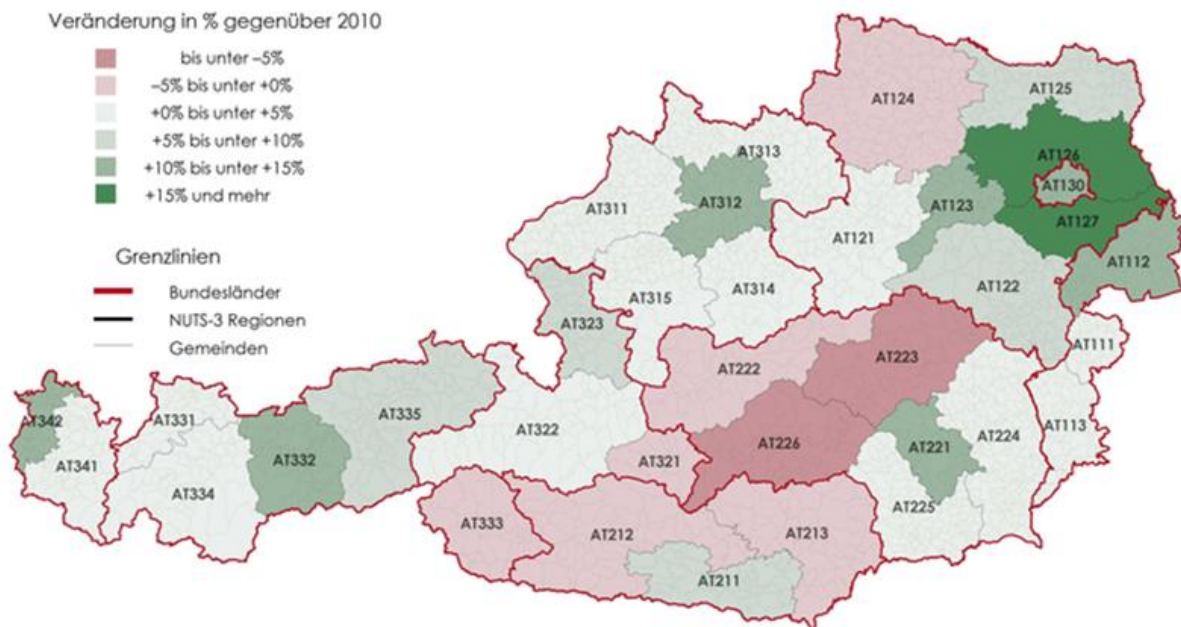 Veränderung in % gegenüber 2010
bis unter –5%
–5% bis unter +0%
+0% bis unter +5%
+5% bis unter +10%
+10% bis unter +15%
+15% und mehr
Grenzlinien
Bundesländer
NUTS-3 Regionen
Gemeinden
AT124
AT125
AT313
AT126
AT130
AT312
AT123
AT311
AT127
AT121
AT112
AT314
AT122
AT315
AT323
AT111
AT223
AT222
AT335
AT331
AT342
AT322
AT113
AT224
AT226
AT221
AT321
AT332
AT341
AT334
AT225
AT333
AT212
AT213
AT211